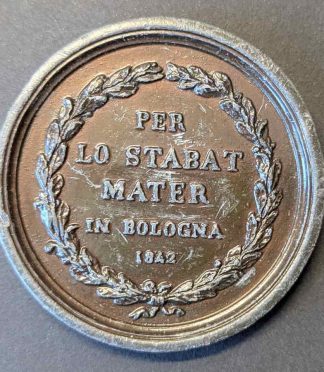 PER
LO STABAT
MATER
IN BOLOGNA
1842